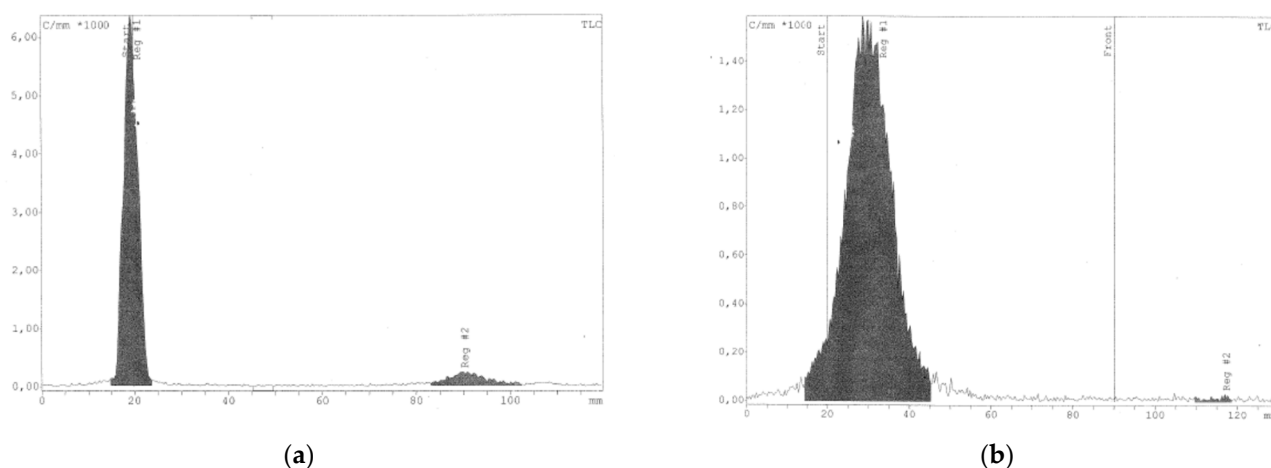 C/mm *1000
TLC
Start
Reg #1
6,00
5,00
4,00
3,00
2,00
1,00
0,00
Reg #2
0
20
40
60
80
100
mm
(a)
C/mm *1000
TL
Start
Reg #1
Front
1,40
1,20
1,00
0,80
0,60
0,40
0,20
0,00
Reg #2
0
20
40
60
80
100
120
m
(b)